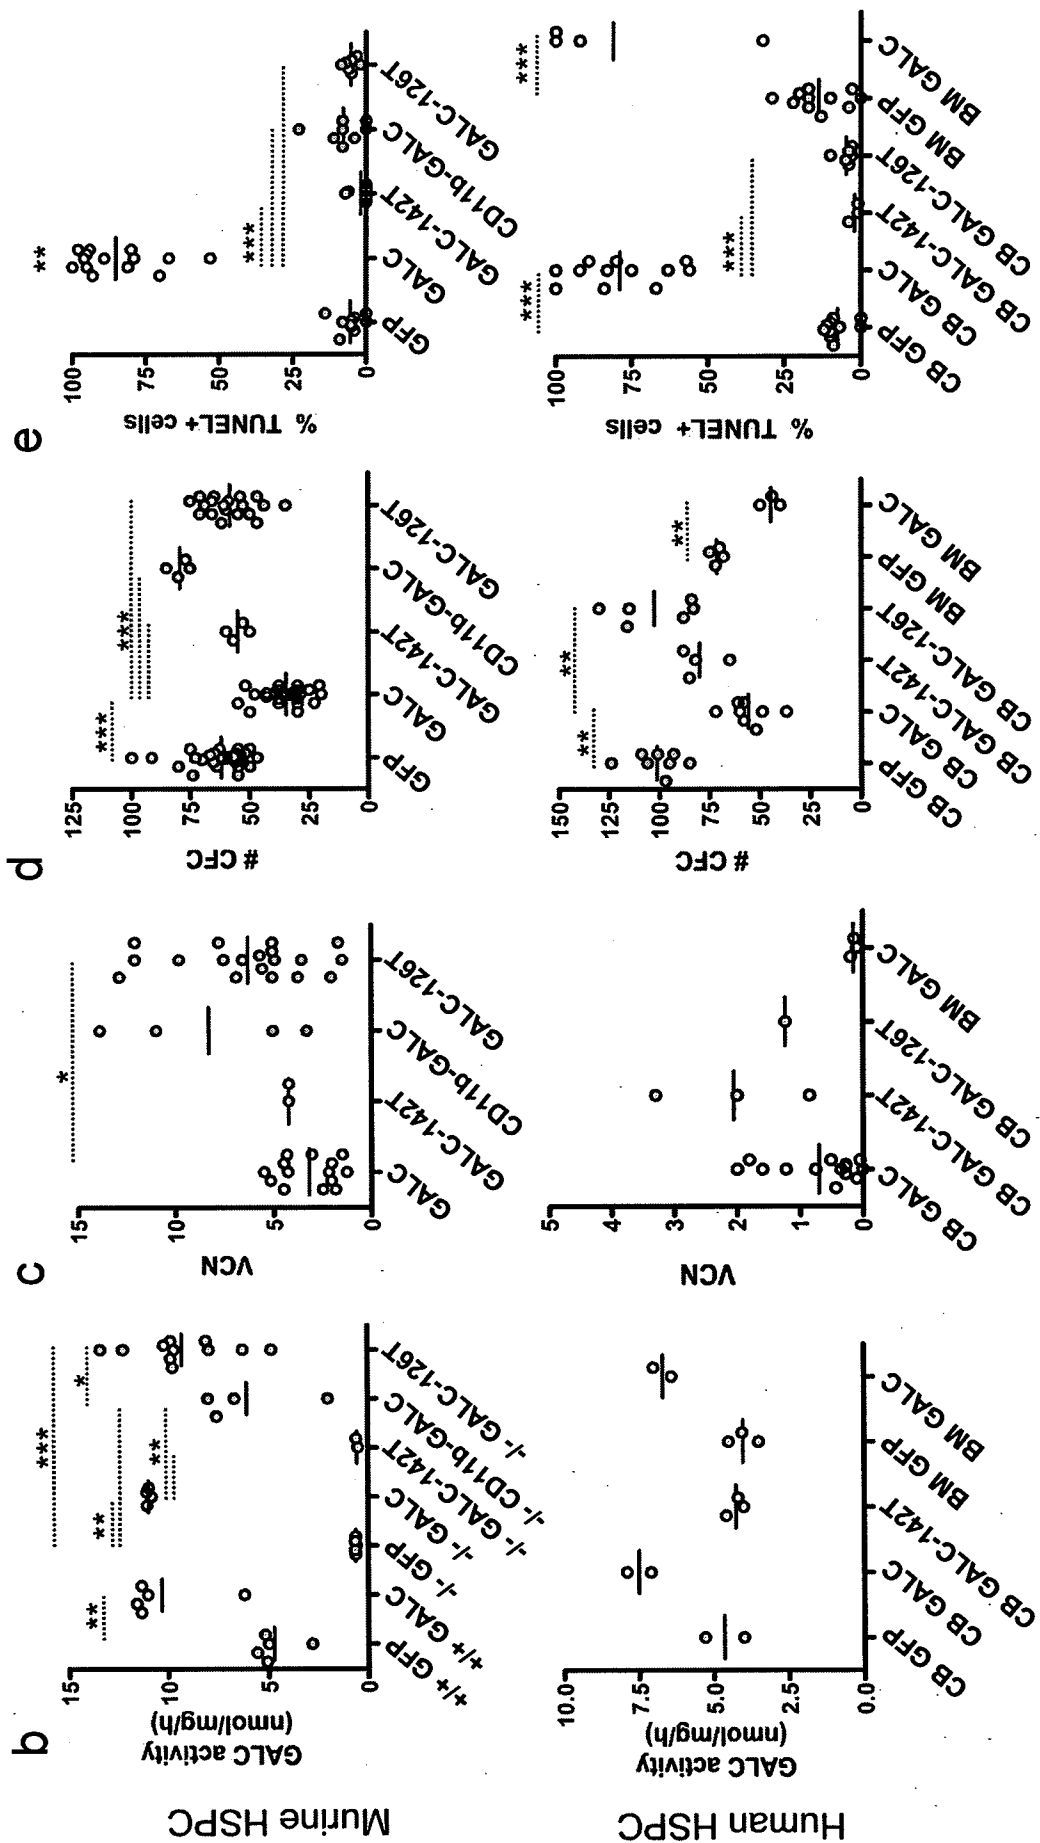 Murine HSPC
Human HSPC
b
GALC activity
(nmol/mg/h)
15
10
5
0
**
**
***
**
*
+/+ GFP
+/+ GALC
-/- GFP
-/- GALC
-/- GALC-142T
-/- CD11b-GALC
-/- GALC-126T
GALC activity
(nmol/mg/h)
10.0
7.5
5.0
2.5
0.0
CB GFP
CB GALC
CB GALC-142T
BM GFP
BM GALC
c
VCN
15
10
5
0
*
GALC
GALC-142T
CD11b-GALC
GALC-126T
VCN
5
4
3
2
1
0
CB GALC
CB GALC-142T
CB GALC-126T
BM GALC
d
# CFC
125
100
75
50
25
0
***
***
GFP
GALC
GALC-142T
CD11b-GALC
GALC-126T
# CFC
150
125
100
75
50
25
0
**
**
**
CB GFP
CB GALC
CB GALC-142T
CB GALC-126T
BM GFP
BM GALC
e
% TUNEL+ cells
100
75
50
25
0
**
***
GFP
GALC
GALC-142T
CD11b-GALC
GALC-126T
% TUNEL+ cells
100
75
50
25
0
***
***
***
CB GFP
CB GALC
CB GALC-142T
CB GALC-126T
BM GFP
BM GALC